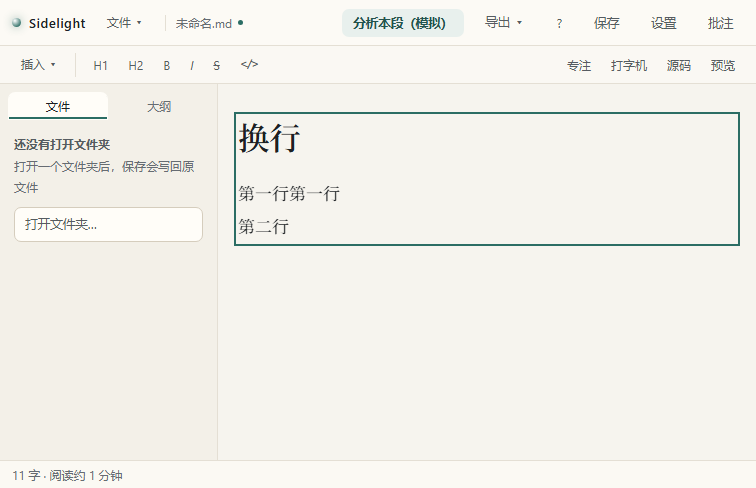 Sidelight 文件 未命名.md 分析本段（模拟） 导出 ? 保存 设置 批注
插入 H1 H2 B I S </> 专注 打字机 源码 预览
文件 大纲
还没有打开文件夹
打开一个文件夹后，保存会写回原
文件
打开文件夹...
换行
第一行第一行
第二行
11 字 · 阅读约 1 分钟